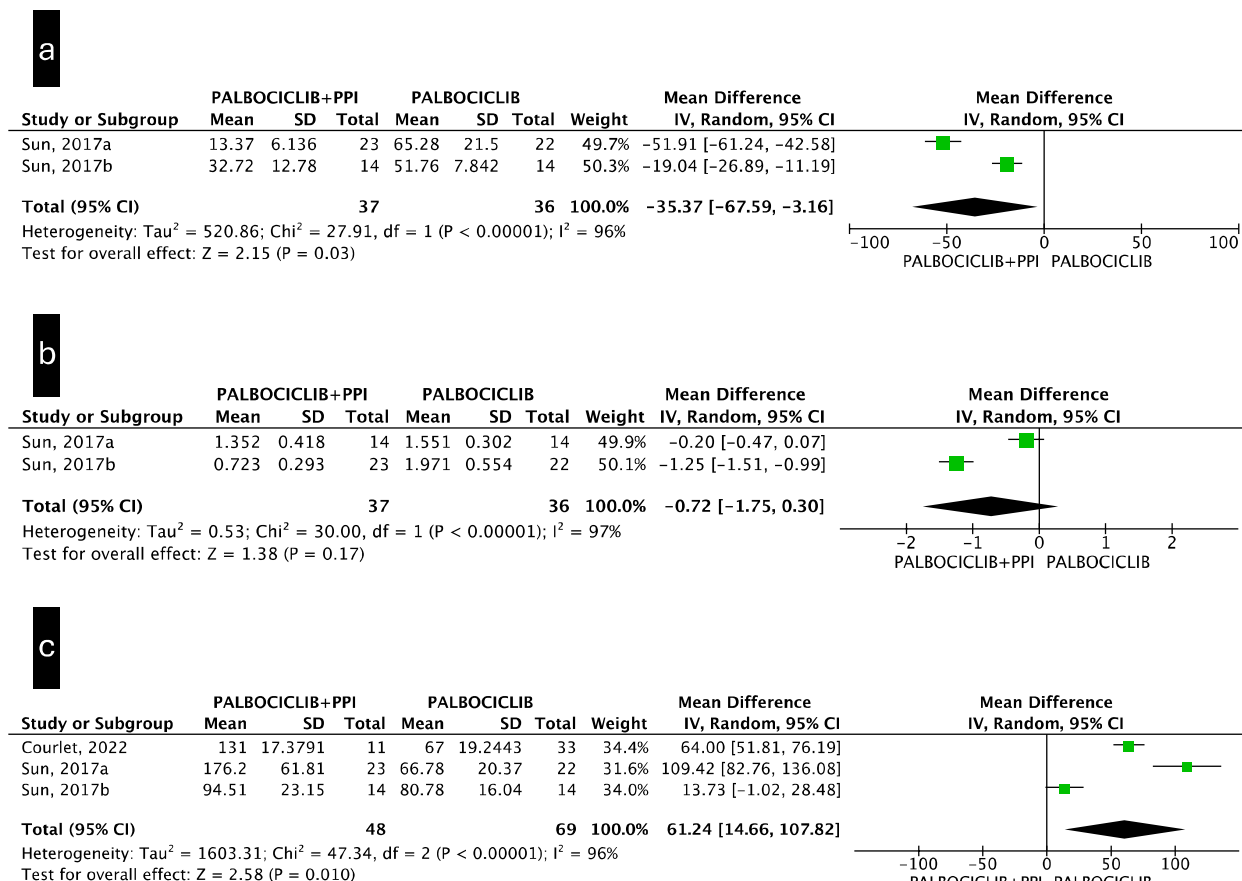 a
PALBOCICLIB+PPI PALBOCICLIB Mean Difference Mean Difference
Study or Subgroup Mean SD Total Mean SD Total Weight IV, Random, 95% CI IV, Random, 95% CI
Sun, 2017a 13.37 6.136 23 65.28 21.5 22 49.7% −51.91 [−61.24, −42.58]
Sun, 2017b 32.72 12.78 14 51.76 7.842 14 50.3% −19.04 [−26.89, −11.19]
Total (95% CI) 37 36 100.0% −35.37 [−67.59, −3.16]
Heterogeneity: Tau² = 520.86; Chi² = 27.91, df = 1 (P < 0.00001); I² = 96%
Test for overall effect: Z = 2.15 (P = 0.03)
−100 −50 0 50 100
PALBOCICLIB+PPI PALBOCICLIB
b
PALBOCICLIB+PPI PALBOCICLIB Mean Difference Mean Difference
Study or Subgroup Mean SD Total Mean SD Total Weight IV, Random, 95% CI IV, Random, 95% CI
Sun, 2017a 1.352 0.418 14 1.551 0.302 14 49.9% −0.20 [−0.47, 0.07]
Sun, 2017b 0.723 0.293 23 1.971 0.554 22 50.1% −1.25 [−1.51, −0.99]
Total (95% CI) 37 36 100.0% −0.72 [−1.75, 0.30]
Heterogeneity: Tau² = 0.53; Chi² = 30.00, df = 1 (P < 0.00001); I² = 97%
Test for overall effect: Z = 1.38 (P = 0.17)
−2 −1 0 1 2
PALBOCICLIB+PPI PALBOCICLIB
c
PALBOCICLIB+PPI PALBOCICLIB Mean Difference Mean Difference
Study or Subgroup Mean SD Total Mean SD Total Weight IV, Random, 95% CI IV, Random, 95% CI
Courlet, 2022 131 17.3791 11 67 19.2443 33 34.4% 64.00 [51.81, 76.19]
Sun, 2017a 176.2 61.81 23 66.78 20.37 22 31.6% 109.42 [82.76, 136.08]
Sun, 2017b 94.51 23.15 14 80.78 16.04 14 34.0% 13.73 [−1.02, 28.48]
Total (95% CI) 48 69 100.0% 61.24 [14.66, 107.82]
Heterogeneity: Tau² = 1603.31; Chi² = 47.34, df = 2 (P < 0.00001); I² = 96%
Test for overall effect: Z = 2.58 (P = 0.010)
−100 −50 0 50 100
PALBOCICLIB+PPI PALBOCICLIB